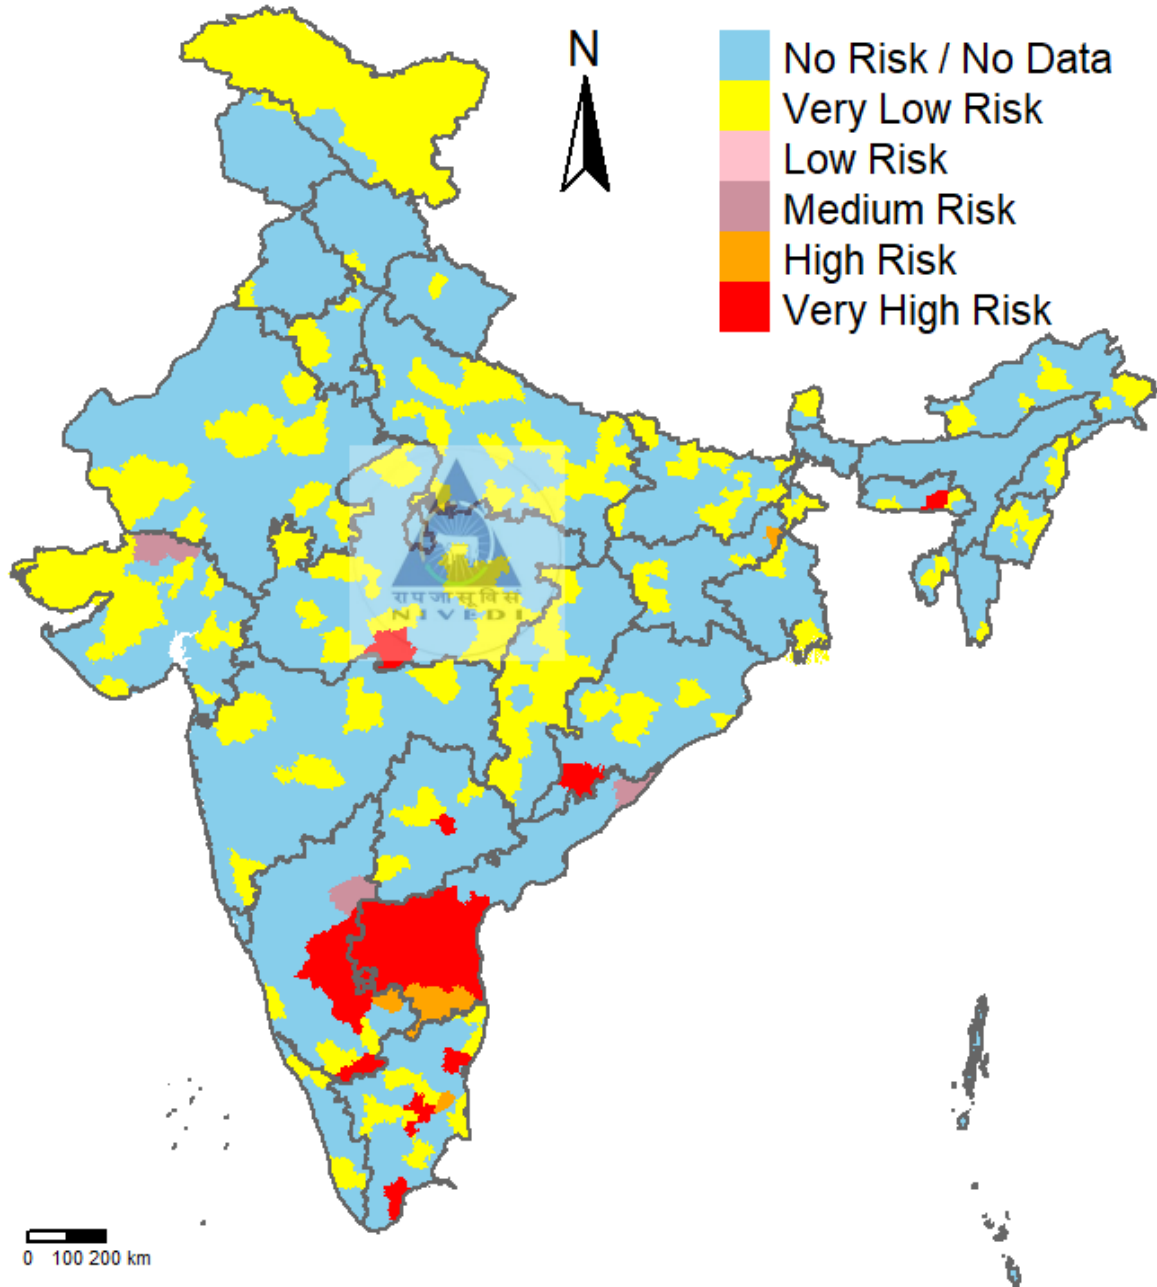 N
No Risk / No Data
Very Low Risk
Low Risk
Medium Risk
High Risk
Very High Risk
रा प जा सू वि सं
NIVEDI
0 100 200 km